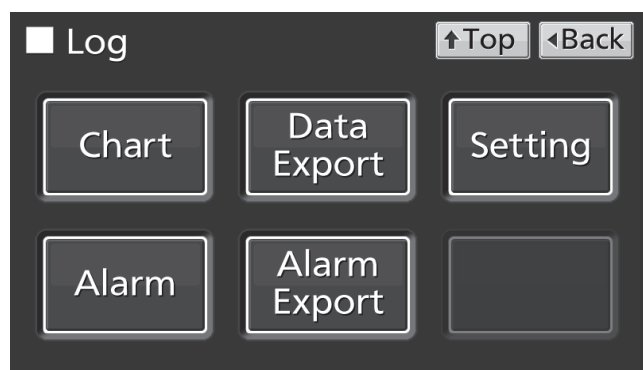 Log
↑Top
◂Back
Chart
Data
Export
Setting
Alarm
Alarm
Export